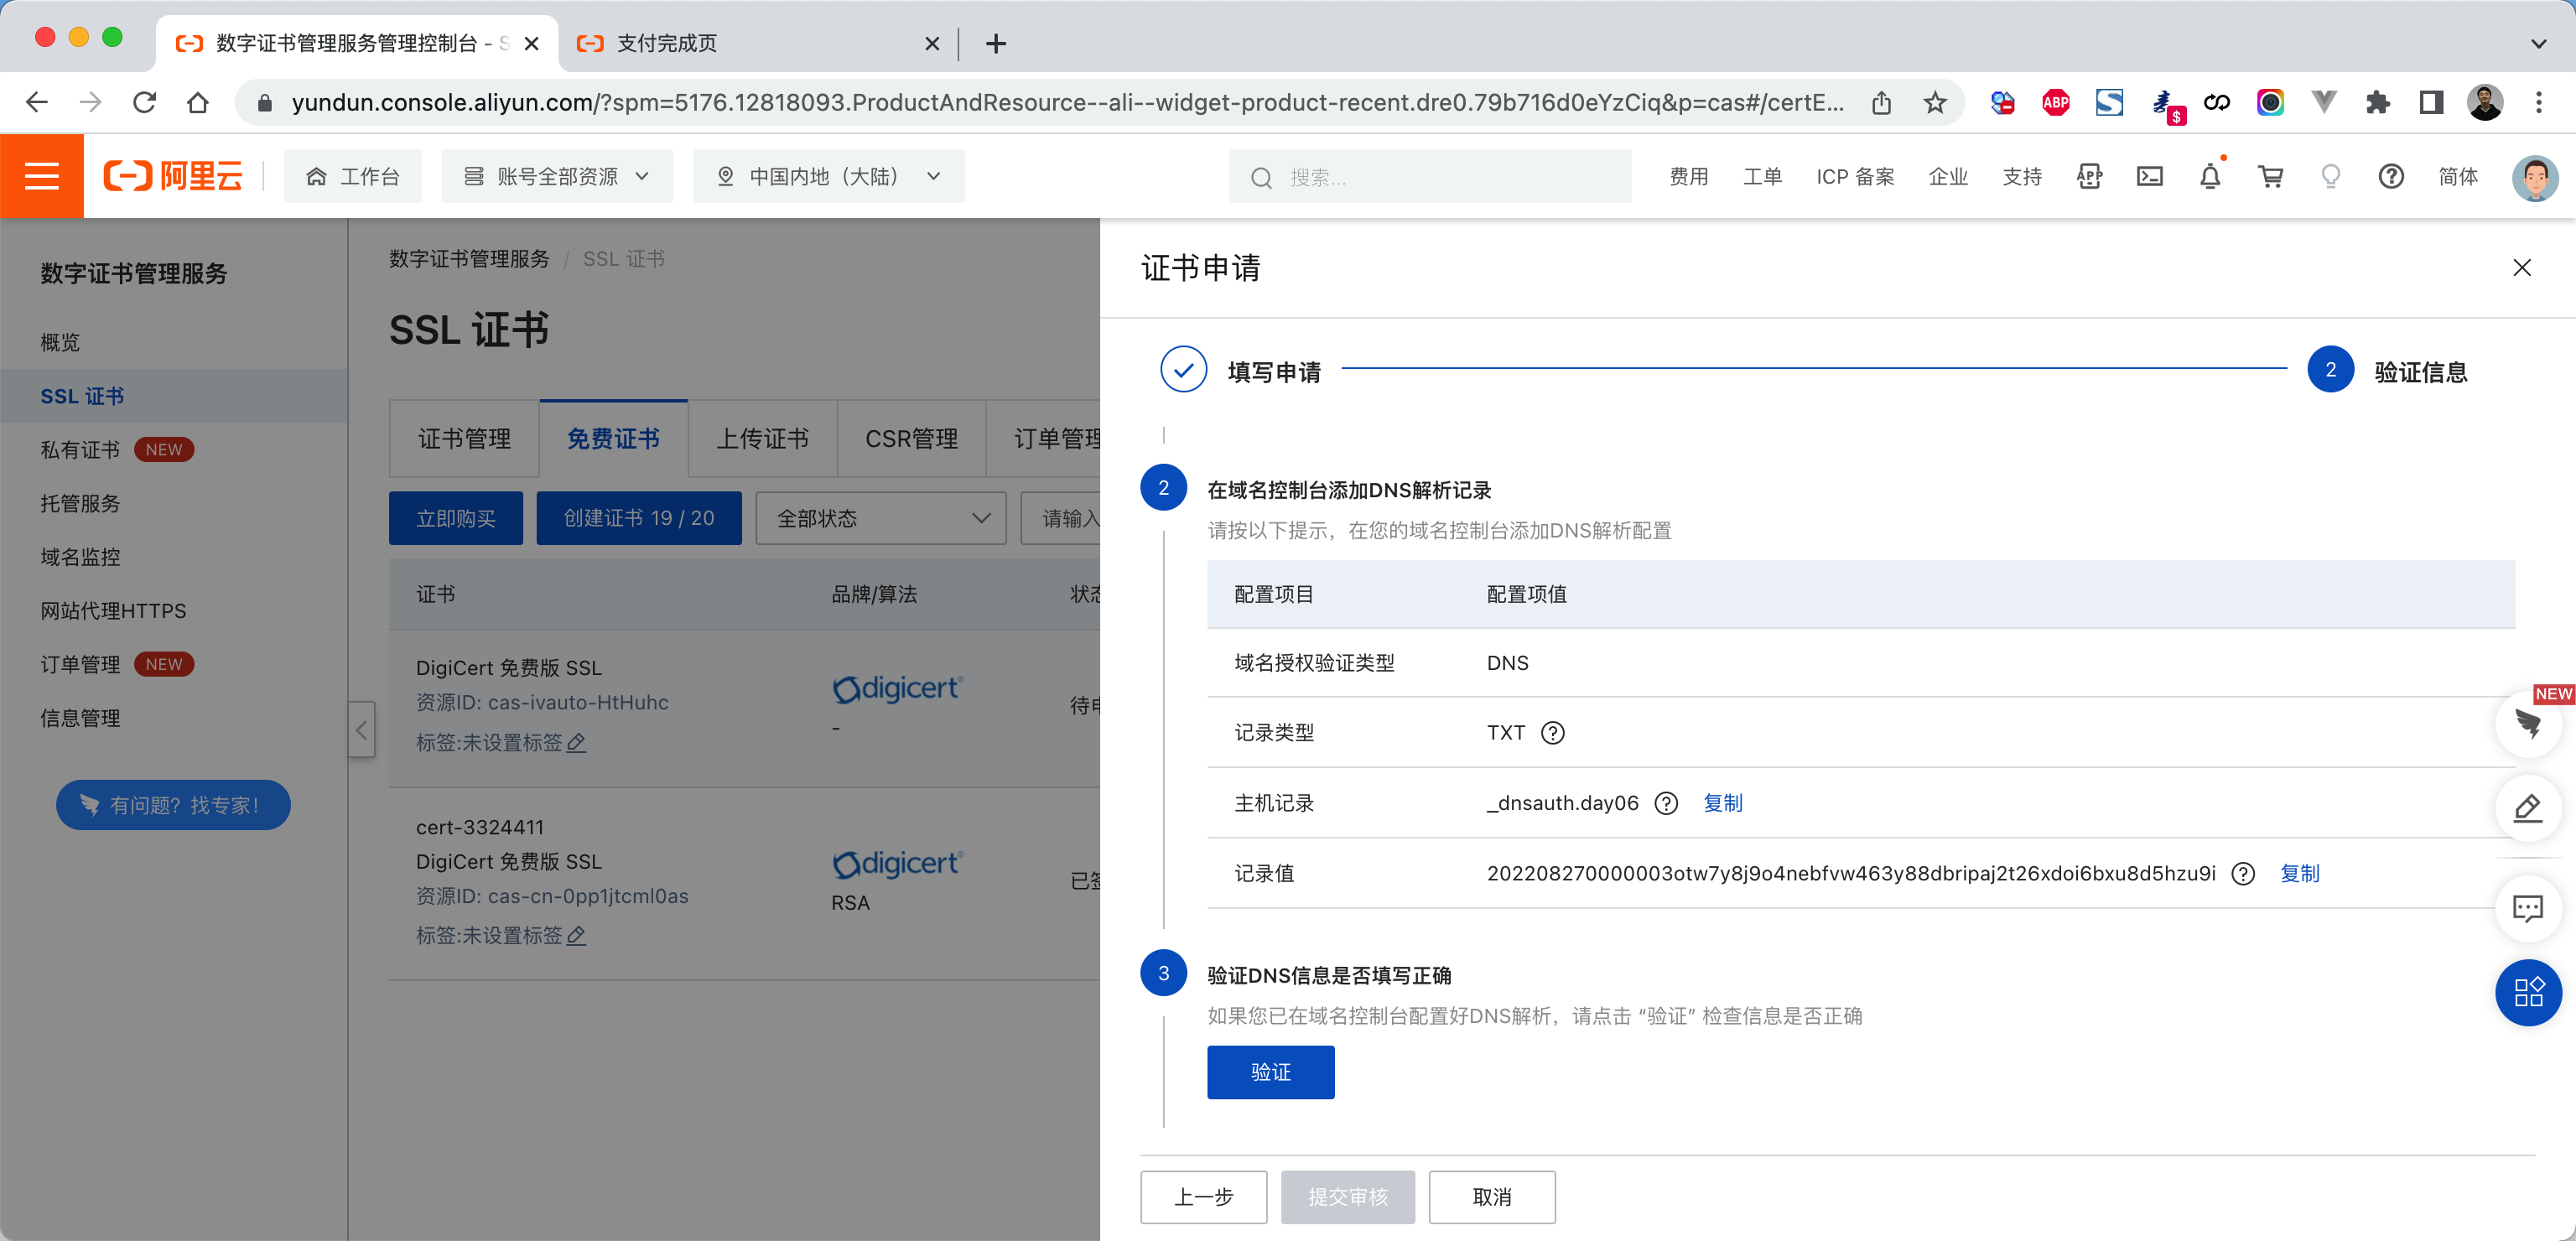 数字证书管理服务管理控制台 - S
支付完成页
yundun.console.aliyun.com/?spm=5176.12818093.ProductAndResource--ali--widget-product-recent.dre0.79b716d0eYzCiq&p=cas#/certE...
ABP
$
阿里云
工作台
账号全部资源
中国内地（大陆）
搜索...
费用
工单
ICP 备案
企业
支持
APP
简体
数字证书管理服务
概览
SSL 证书
私有证书 NEW
托管服务
域名监控
网站代理HTTPS
订单管理 NEW
信息管理
有问题？找专家！
数字证书管理服务 / SSL 证书
SSL 证书
证书管理
免费证书
上传证书
CSR管理
订单管理
立即购买
创建证书 19 / 20
全部状态
请输入
证书
品牌/算法
状态
DigiCert 免费版 SSL
资源ID: cas-ivauto-HtHuhc
标签:未设置标签
digicert
-
待申
cert-3324411
DigiCert 免费版 SSL
资源ID: cas-cn-0pp1jtcml0as
标签:未设置标签
digicert
RSA
已签
证书申请
填写申请
2 验证信息
2 在域名控制台添加DNS解析记录
请按以下提示，在您的域名控制台添加DNS解析配置
配置项目 配置项值
域名授权验证类型 DNS
记录类型 TXT
主机记录 _dnsauth.day06 复制
记录值 202208270000003otw7y8j9o4nebfvw463y88dbripaj2t26xdoi6bxu8d5hzu9i 复制
3 验证DNS信息是否填写正确
如果您已在域名控制台配置好DNS解析，请点击 “验证” 检查信息是否正确
验证
上一步
提交审核
取消
NEW